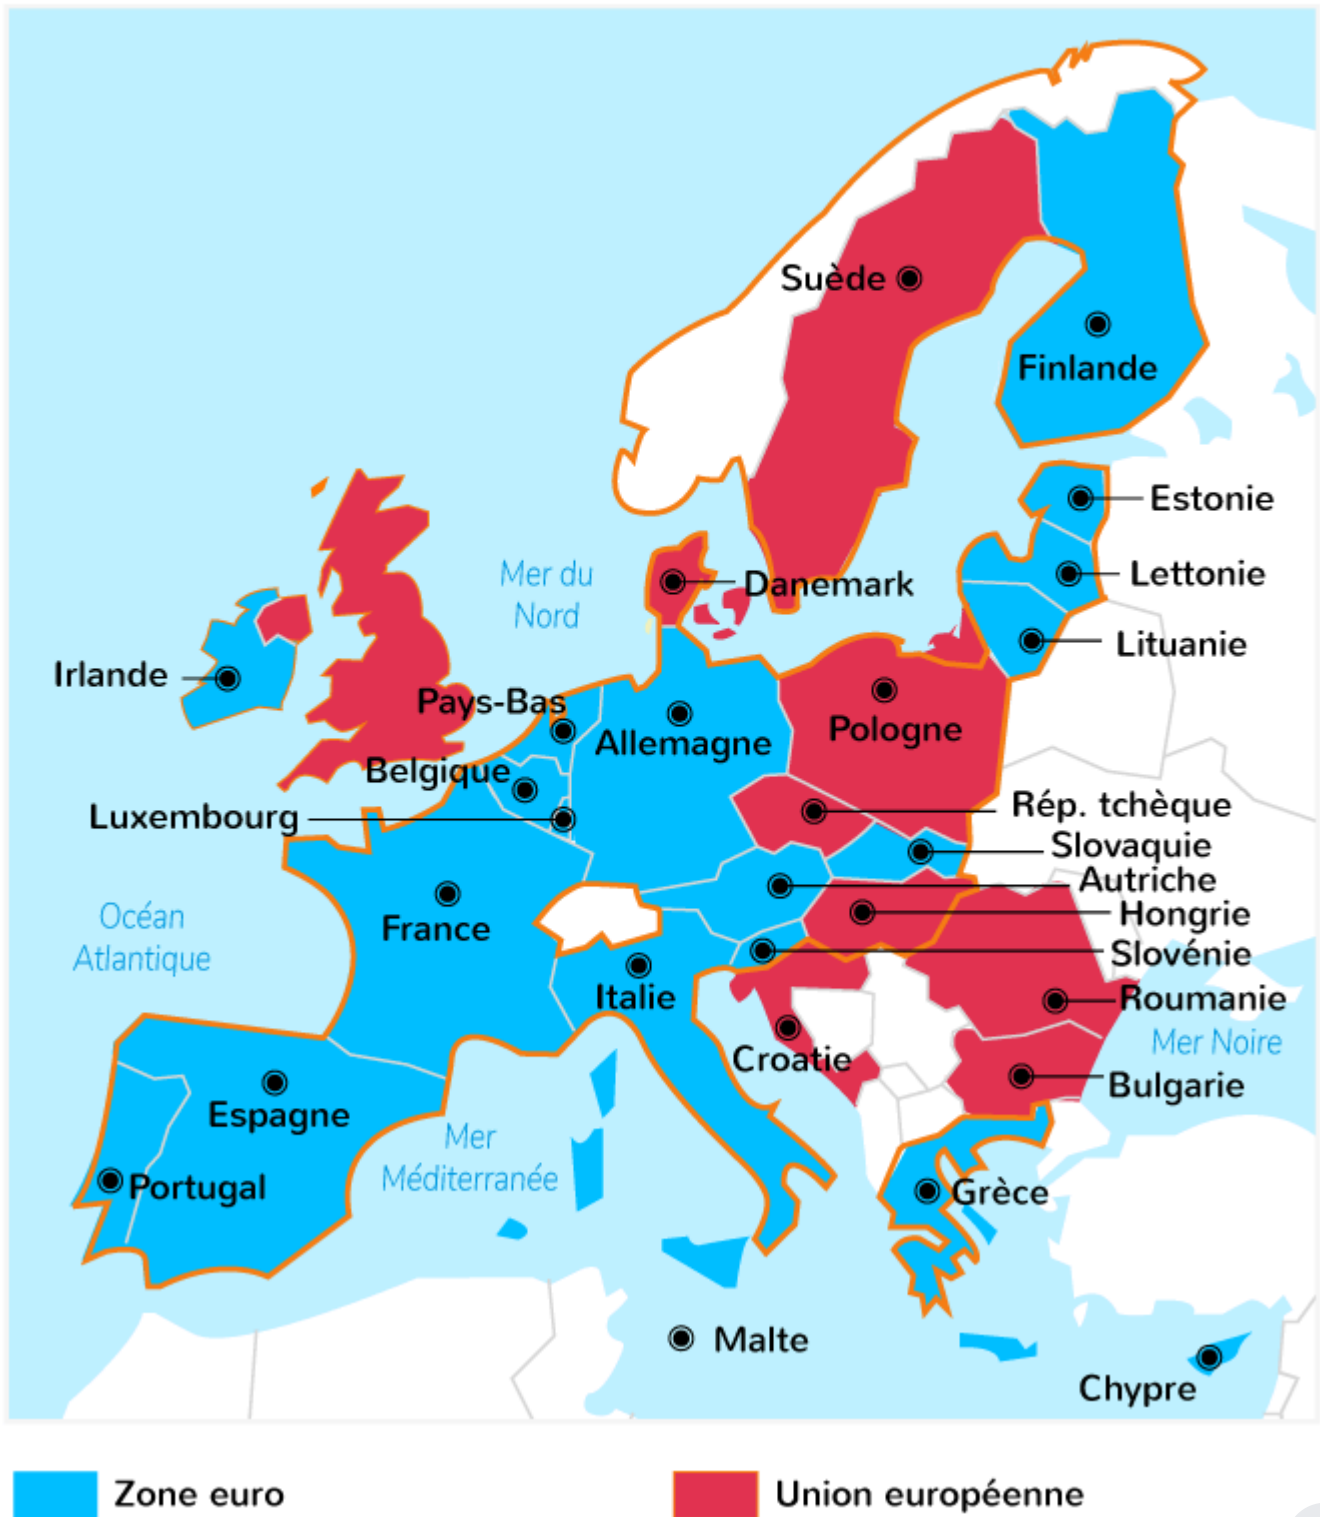 Suède
Finlande
Estonie
Mer du
Nord
Danemark
Lettonie
Lituanie
Irlande
Pays-Bas
Allemagne
Pologne
Belgique
Luxembourg
Rép. tchèque
Slovaquie
Autriche
Hongrie
France
Océan
Atlantique
Slovénie
Italie
Roumanie
Mer Noire
Croatie
Bulgarie
Espagne
Mer
Méditerranée
Portugal
Grèce
Malte
Chypre
Zone euro
Union européenne